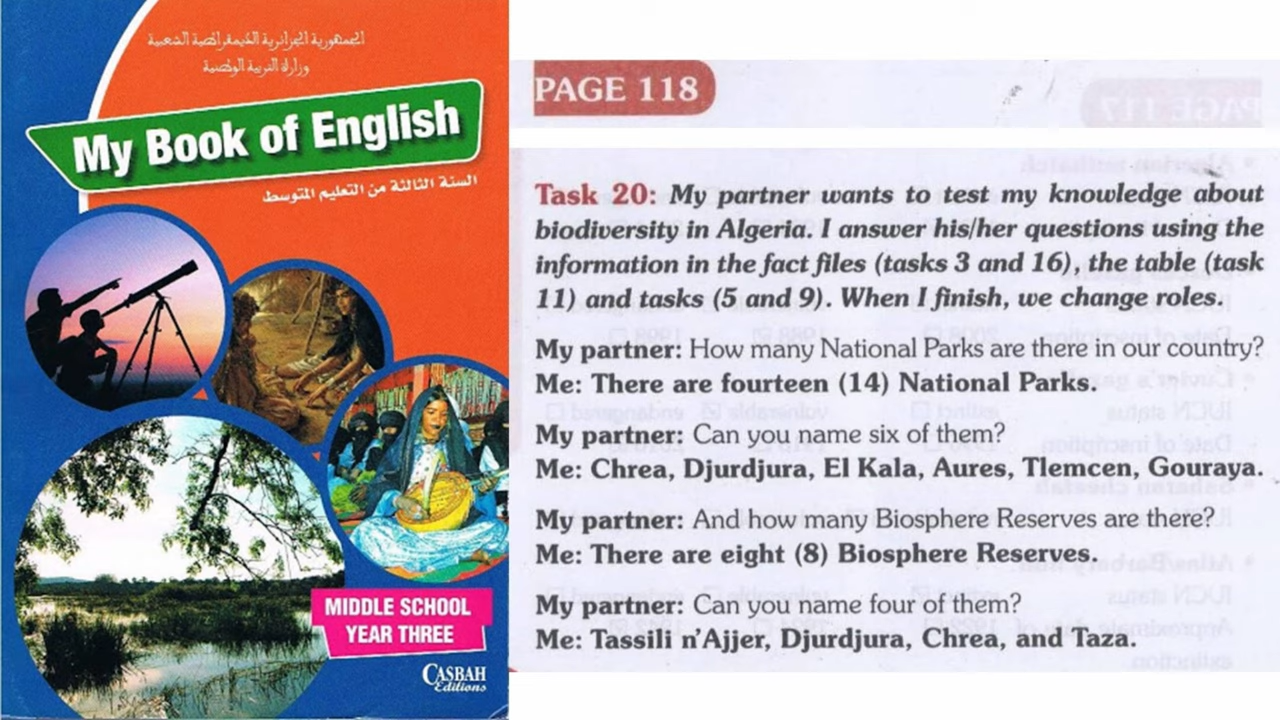 الجمهورية الجزائرية الديمقراطية الشعبية
وزارة التربية الوطنية
My Book of English
السنة الثالثة من التعليم المتوسط
MIDDLE SCHOOL
YEAR THREE
CASBAH
Editions
PAGE 118
Task 20: My partner wants to test my knowledge about
biodiversity in Algeria. I answer his/her questions using the
information in the fact files (tasks 3 and 16), the table (task
11) and tasks (5 and 9). When I finish, we change roles.
My partner: How many National Parks are there in our country?
Me: There are fourteen (14) National Parks.
My partner: Can you name six of them?
Me: Chrea, Djurdjura, El Kala, Aures, Tlemcen, Gouraya.
My partner: And how many Biosphere Reserves are there?
Me: There are eight (8) Biosphere Reserves.
My partner: Can you name four of them?
Me: Tassili n'Ajjer, Djurdjura, Chrea, and Taza.